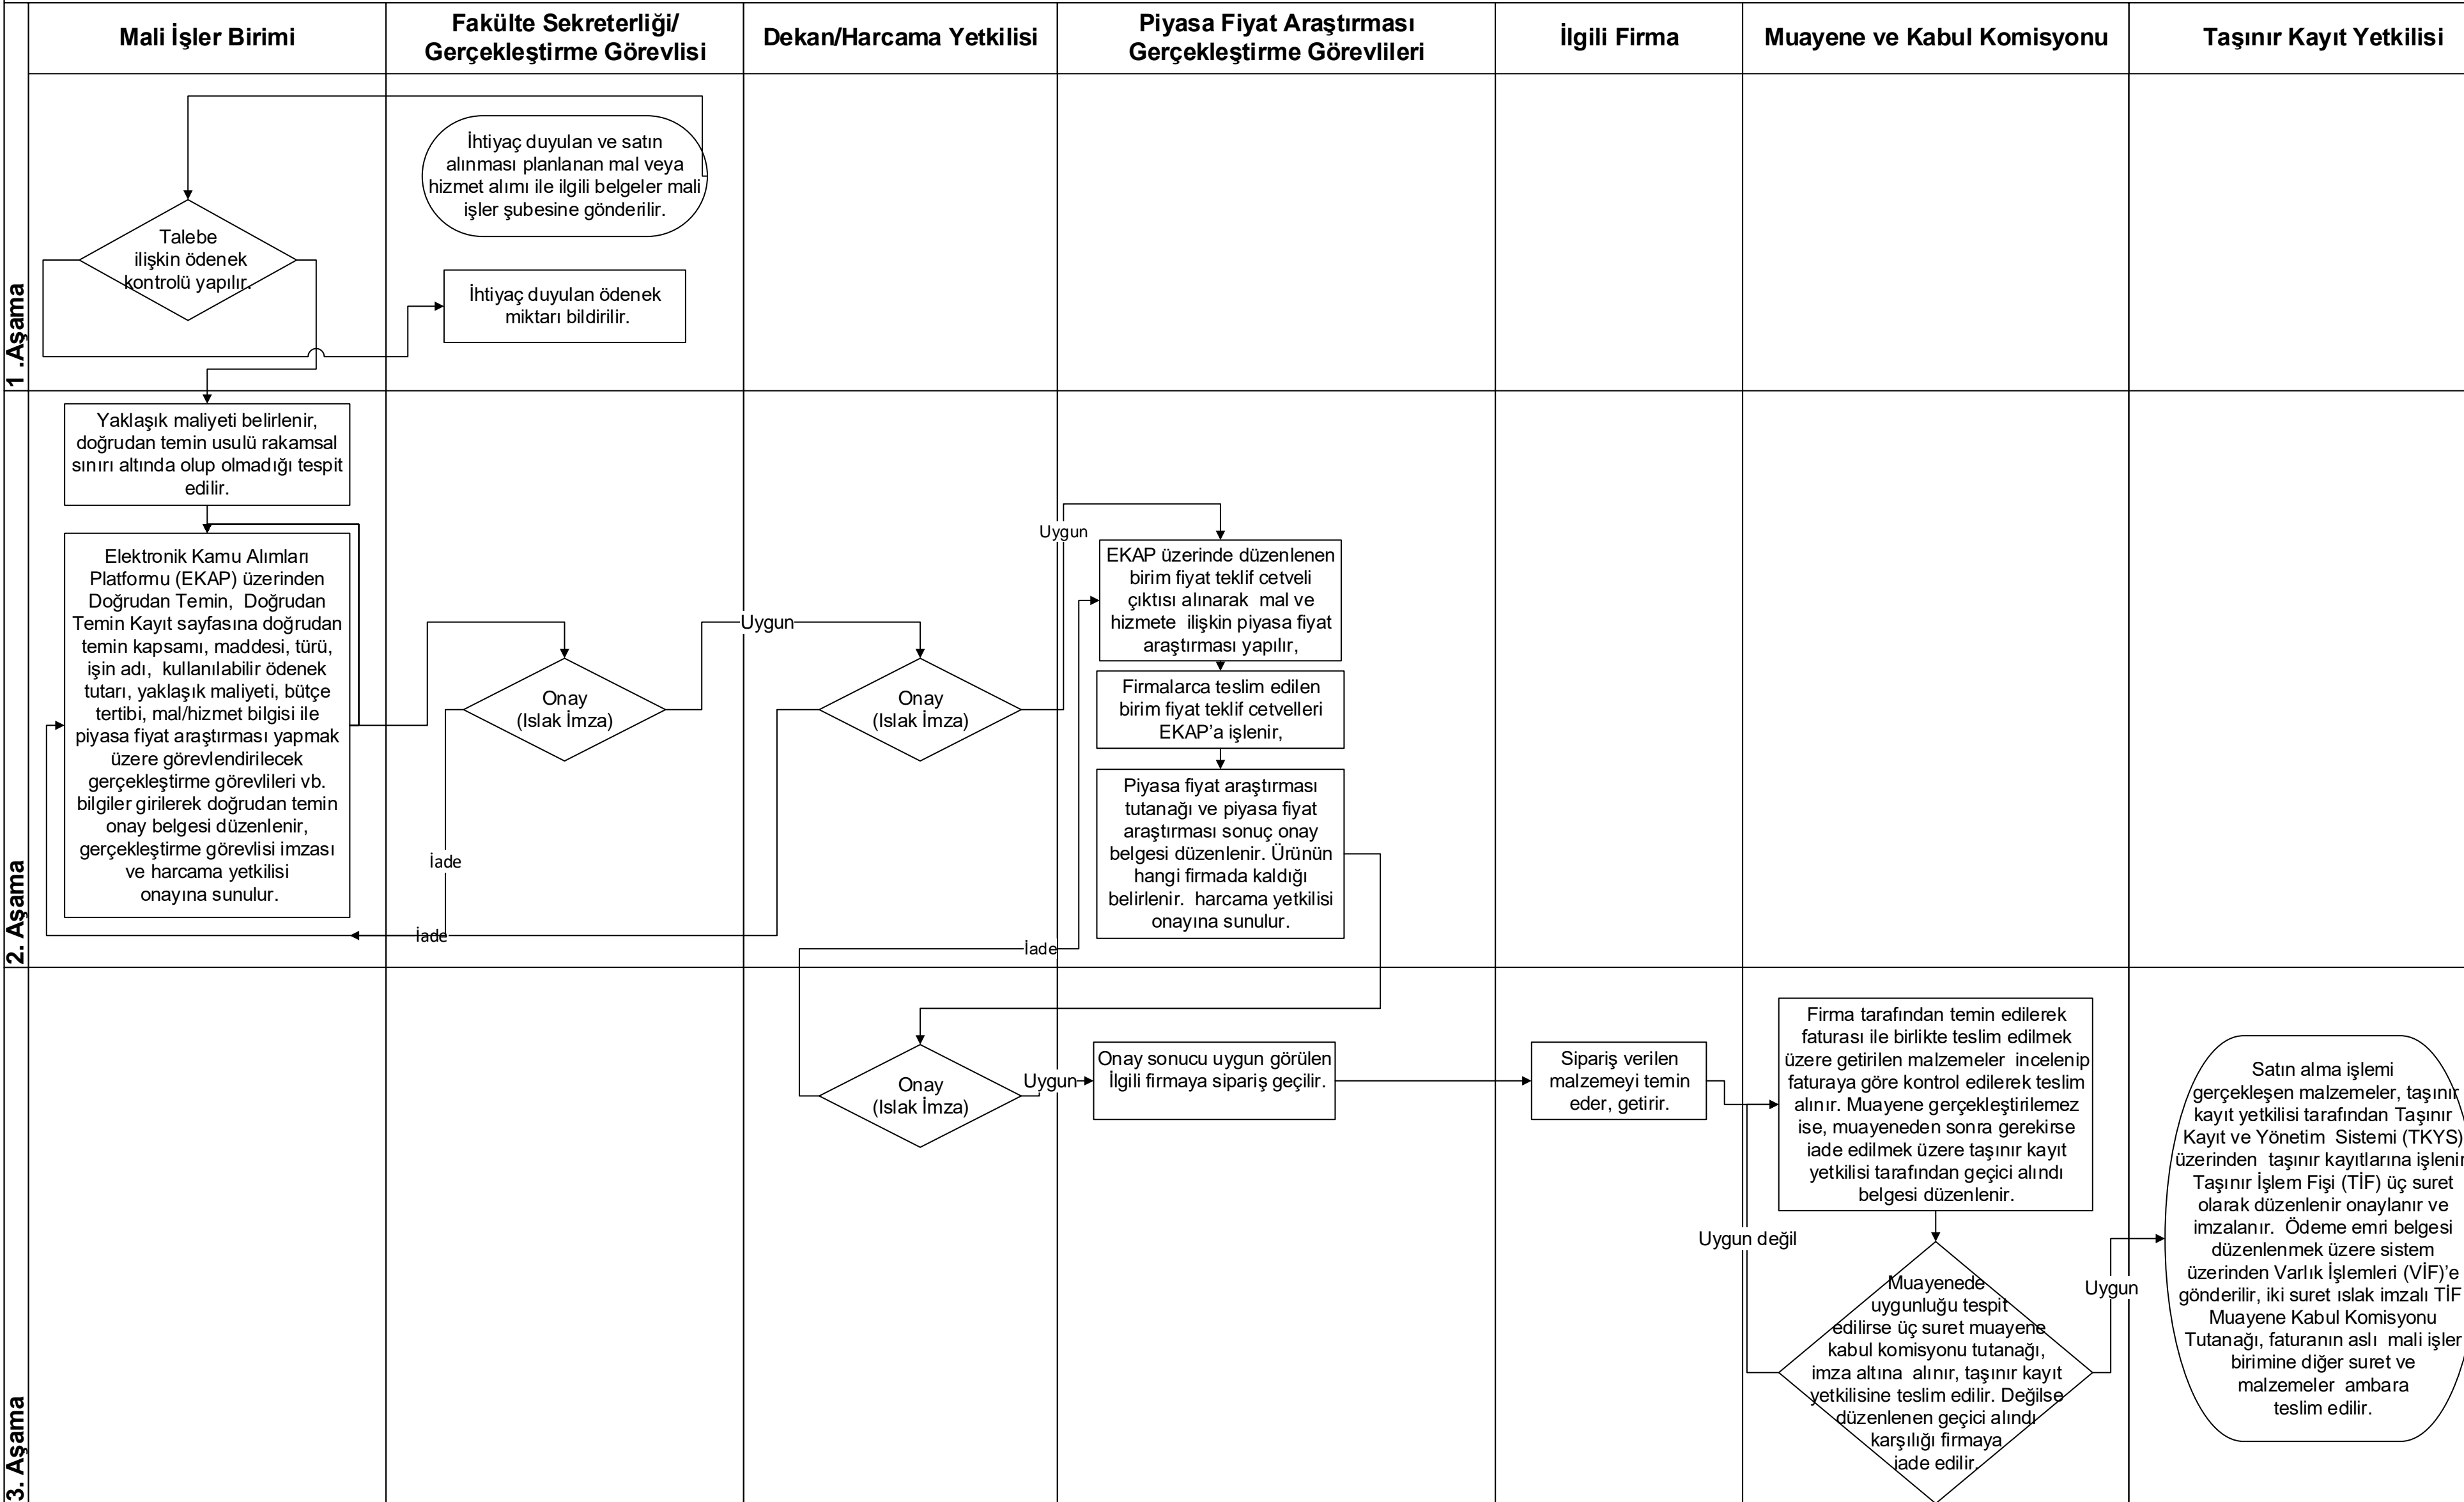 Mali İşler Birimi
Fakülte Sekreterliği/
Gerçekleştirme Görevlisi
Dekan/Harcama Yetkilisi
Piyasa Fiyat Araştırması
Gerçekleştirme Görevlileri
İlgili Firma
Muayene ve Kabul Komisyonu
Taşınır Kayıt Yetkilisi
1 .Aşama
İhtiyaç duyulan ve satın
alınması planlanan mal veya
hizmet alımı ile ilgili belgeler mali
işler şubesine gönderilir.
Talebe
ilişkin ödenek
kontrolü yapılır.
İhtiyaç duyulan ödenek
miktarı bildirilir.
2. Aşama
Yaklaşık maliyeti belirlenir,
doğrudan temin usulü rakamsal
sınırı altında olup olmadığı tespit
edilir.
Elektronik Kamu Alımları
Platformu (EKAP) üzerinden
Doğrudan Temin,  Doğrudan
Temin Kayıt sayfasına doğrudan
temin kapsamı, maddesi, türü,
işin adı,  kullanılabilir ödenek
tutarı, yaklaşık maliyeti, bütçe
tertibi, mal/hizmet bilgisi ile
piyasa fiyat araştırması yapmak
üzere görevlendirilecek
gerçekleştirme görevlileri vb.
bilgiler girilerek doğrudan temin
onay belgesi düzenlenir,
gerçekleştirme görevlisi imzası
ve harcama yetkilisi
onayına sunulur.
Onay
(Islak İmza)
İade
İade
Uygun
Onay
(Islak İmza)
Uygun
EKAP üzerinde düzenlenen
birim fiyat teklif cetveli
çıktısı alınarak  mal ve
hizmete  ilişkin piyasa fiyat
araştırması yapılır,
Firmalarca teslim edilen
birim fiyat teklif cetvelleri
EKAP’a işlenir,
Piyasa fiyat araştırması
tutanağı ve piyasa fiyat
araştırması sonuç onay
belgesi düzenlenir. Ürünün
hangi firmada kaldığı
belirlenir.  harcama yetkilisi
onayına sunulur.
İade
3. Aşama
Onay
(Islak İmza)
Uygun
Onay sonucu uygun görülen
İlgili firmaya sipariş geçilir.
Sipariş verilen
malzemeyi temin
eder, getirir.
Firma tarafından temin edilerek
faturası ile birlikte teslim edilmek
üzere getirilen malzemeler  incelenip
faturaya göre kontrol edilerek teslim
alınır. Muayene gerçekleştirilemez
ise, muayeneden sonra gerekirse
iade edilmek üzere taşınır kayıt
yetkilisi tarafından geçici alındı
belgesi düzenlenir.
Uygun değil
Muayenede
uygunluğu tespit
edilirse üç suret muayene
kabul komisyonu tutanağı,
imza altına  alınır, taşınır kayıt
yetkilisine teslim edilir. Değilse
düzenlenen geçici alındı
karşılığı firmaya
iade edilir.
Uygun
Satın alma işlemi
gerçekleşen malzemeler, taşınır
kayıt yetkilisi tarafından Taşınır
Kayıt ve Yönetim  Sistemi (TKYS)
üzerinden  taşınır kayıtlarına işlenir
Taşınır İşlem Fişi (TİF) üç suret
olarak düzenlenir onaylanır ve
imzalanır.  Ödeme emri belgesi
düzenlenmek üzere sistem
üzerinden Varlık İşlemleri (VİF)’e
gönderilir, iki suret ıslak imzalı TİF
Muayene Kabul Komisyonu
Tutanağı, faturanın aslı  mali işler
birimine diğer suret ve
malzemeler  ambara
teslim edilir.